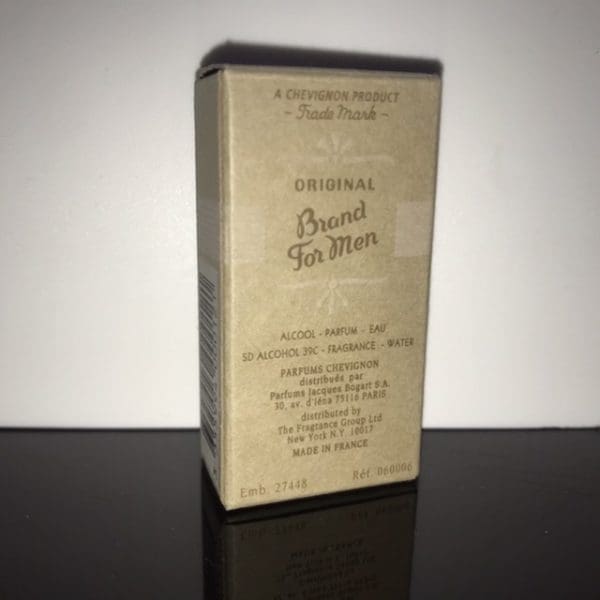 A CHEVIGNON PRODUCT
- Trade Mark -
ORIGINAL
Brand
For Men
ALCOOL - PARFUM - EAU
SD ALCOHOL 39C - FRAGRANCE - WATER
PARFUMS CHEVIGNON
distribués par
Parfums Jacques Bogart S.A.
30, av. d'Iéna 75116 PARIS
distributed by
The Fragrance Group Ltd
New York N.Y. 10017
MADE IN FRANCE
Emb. 27448 Réf. 060006